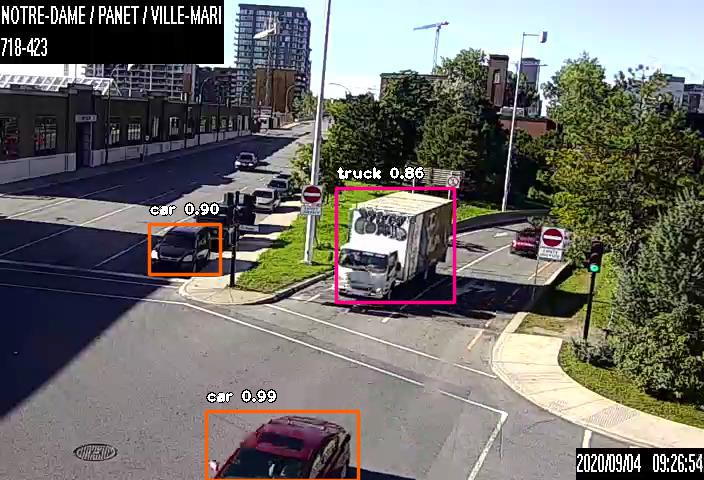 NOTRE-DAME / PANET / VILLE-MARI
718-423
truck 0.86
car 0.90
car 0.99
2020/09/04 09:26:54